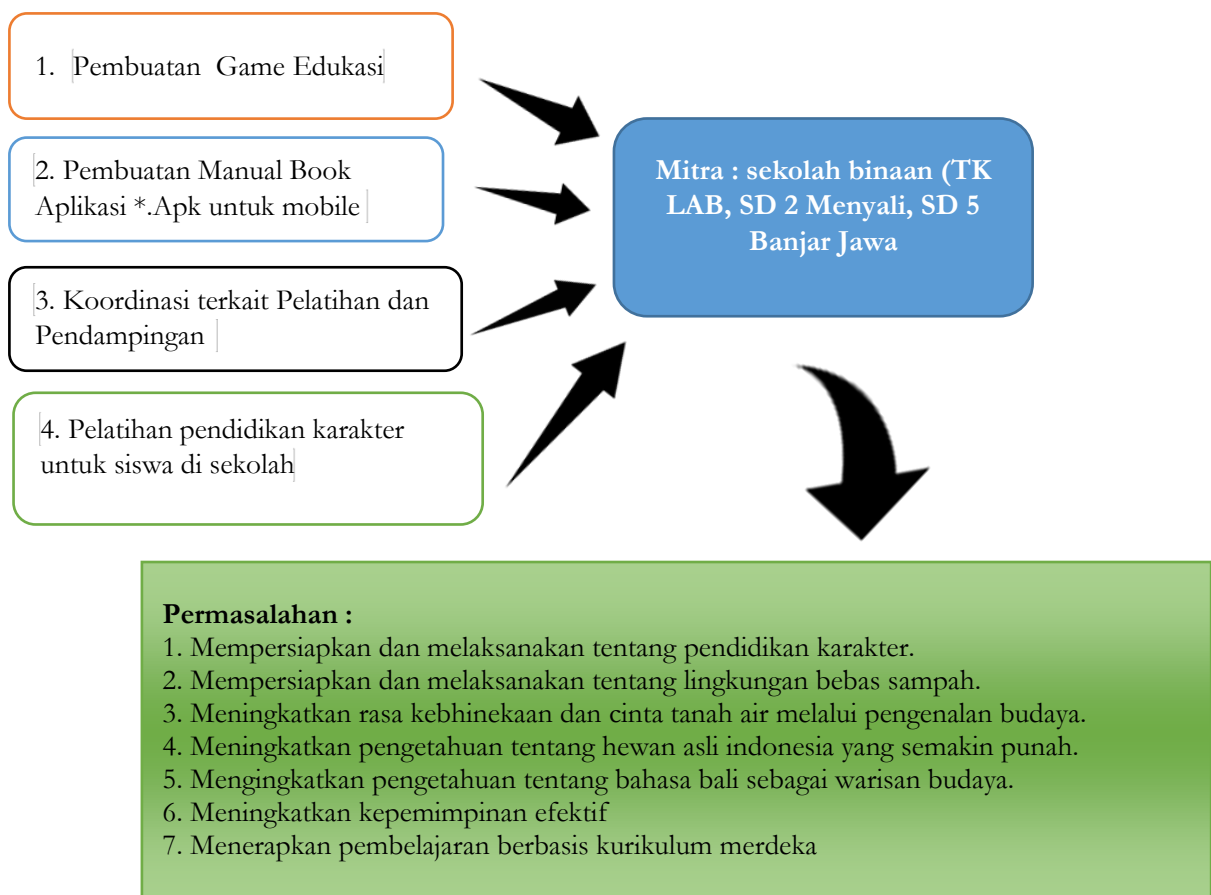 1. Pembuatan Game Edukasi
2. Pembuatan Manual Book
Aplikasi *.Apk untuk mobile
3. Koordinasi terkait Pelatihan dan
Pendampingan
4. Pelatihan pendidikan karakter
untuk siswa di sekolah
Mitra : sekolah binaan (TK
LAB, SD 2 Menyali, SD 5
Banjar Jawa
Permasalahan :
1. Mempersiapkan dan melaksanakan tentang pendidikan karakter.
2. Mempersiapkan dan melaksanakan tentang lingkungan bebas sampah.
3. Meningkatkan rasa kebhinekaan dan cinta tanah air melalui pengenalan budaya.
4. Meningkatkan pengetahuan tentang hewan asli indonesia yang semakin punah.
5. Mengingkatkan pengetahuan tentang bahasa bali sebagai warisan budaya.
6. Meningkatkan kepemimpinan efektif
7. Menerapkan pembelajaran berbasis kurikulum merdeka